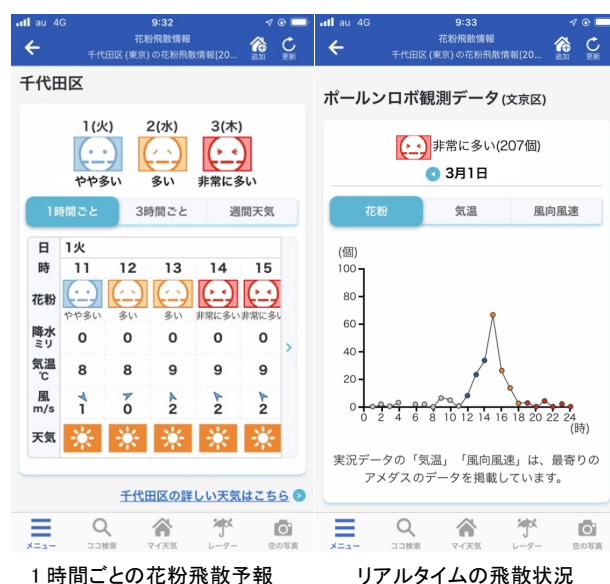 au 4G 9:32
花粉飛散情報
千代田区(東京)の花粉飛散情報[20...
追加 更新
千代田区
1(火) 2(水) 3(木)
やや多い 多い 非常に多い
1時間ごと 3時間ごと 週間天気
日 1火
時 11 12 13 14 15
花粉 やや多い 多い 多い 非常に多い 非常に多い
降水 ミリ 0 0 0 0 0
気温 ℃ 8 8 9 9 9
風 m/s 1 0 2 2 2
天気
千代田区の詳しい天気はこちら
メニュー ココ検索 マイ天気 レーダー 空の写真
1時間ごとの花粉飛散予報
au 4G 9:33
花粉飛散情報
千代田区(東京)の花粉飛散情報[20...
追加 更新
ポールンロボ観測データ(文京区)
非常に多い(207個)
3月1日
花粉 気温 風向風速
(個)
100
80
60
40
20
0
0 2 4 6 8 10 12 14 16 18 20 22 24
(時)
実況データの「気温」「風向風速」は、最寄りの
アメダスのデータを掲載しています。
メニュー ココ検索 マイ天気 レーダー 空の写真
リアルタイムの飛散状況